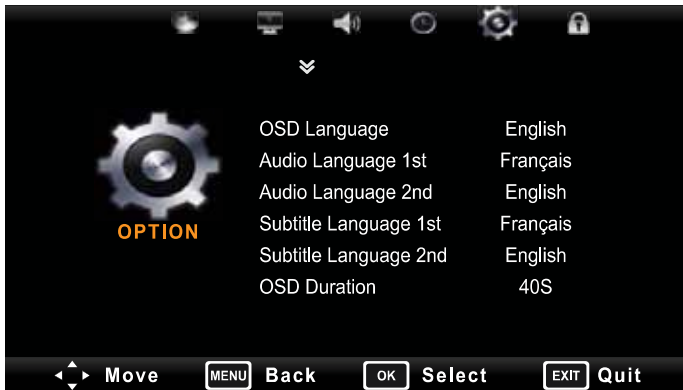 OSD Language English
Audio Language 1st Français
Audio Language 2nd English
Subtitle Language 1st Français
Subtitle Language 2nd English
OSD Duration 40S
OPTION
Move MENU Back OK Select EXIT Quit